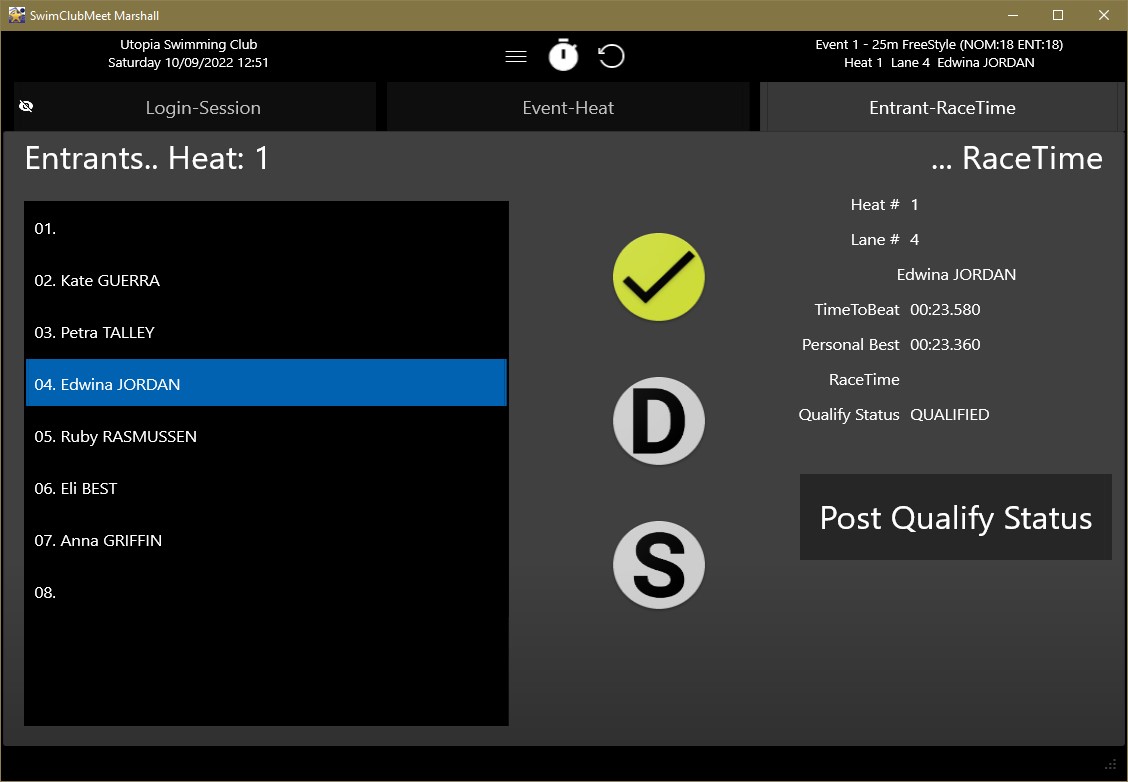 SwimClubMeet Marshall
Utopia Swimming Club
Saturday 10/09/2022 12:51
Event 1 - 25m FreeStyle (NOM:18 ENT:18)
Heat 1 Lane 4 Edwina JORDAN
Login-Session
Event-Heat
Entrant-RaceTime
Entrants.. Heat: 1
... RaceTime
01.
02. Kate GUERRA
03. Petra TALLEY
04. Edwina JORDAN
05. Ruby RASMUSSEN
06. Eli BEST
07. Anna GRIFFIN
08.
D
S
Heat # 1
Lane # 4
Edwina JORDAN
TimeToBeat 00:23.580
Personal Best 00:23.360
RaceTime
Qualify Status QUALIFIED
Post Qualify Status